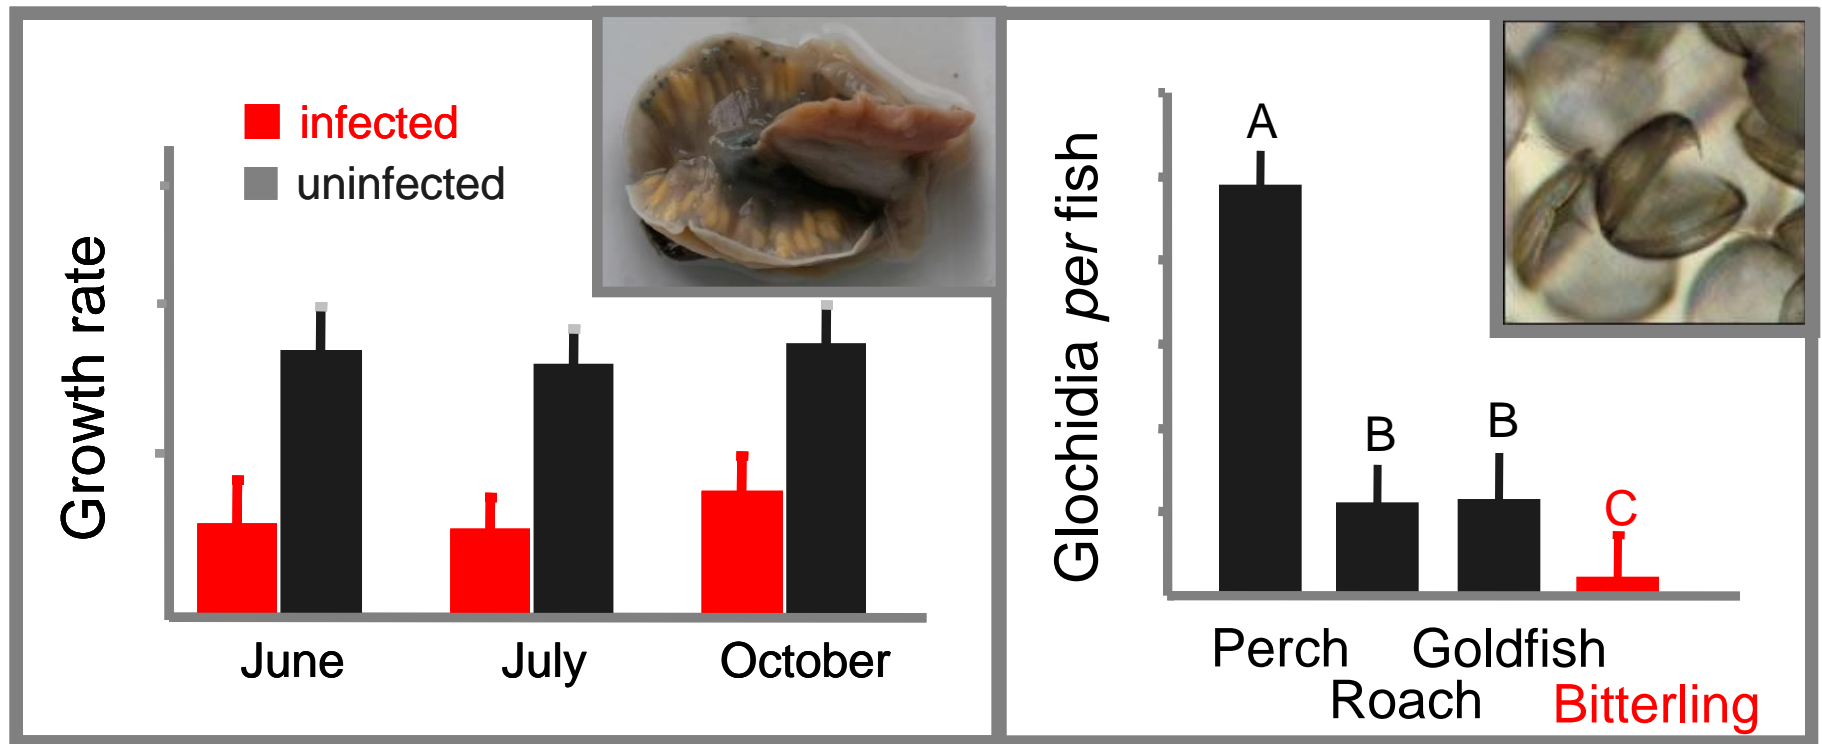 infected
uninfected
Growth rate
June July October
Glochidia per fish
A
B
B
C
Perch Goldfish
Roach Bitterling